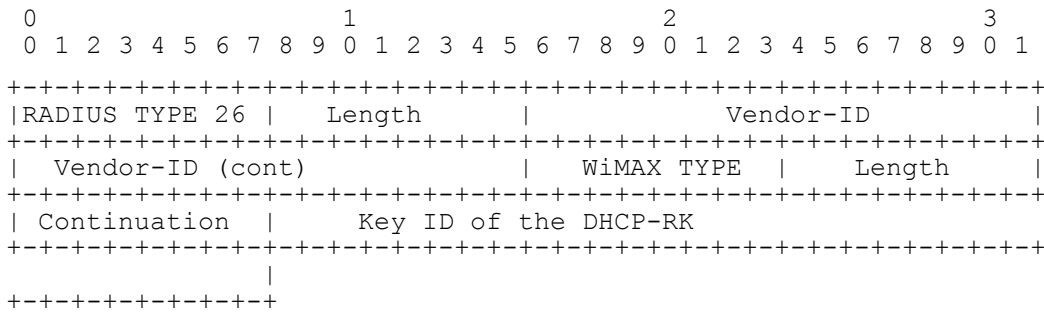 0                   1                   2                   3
 0 1 2 3 4 5 6 7 8 9 0 1 2 3 4 5 6 7 8 9 0 1 2 3 4 5 6 7 8 9 0 1
+-+-+-+-+-+-+-+-+-+-+-+-+-+-+-+-+-+-+-+-+-+-+-+-+-+-+-+-+-+-+-+-+
|RADIUS TYPE 26 |   Length      |            Vendor-ID          |
+-+-+-+-+-+-+-+-+-+-+-+-+-+-+-+-+-+-+-+-+-+-+-+-+-+-+-+-+-+-+-+-+
|  Vendor-ID (cont)             |   WiMAX TYPE  |    Length     |
+-+-+-+-+-+-+-+-+-+-+-+-+-+-+-+-+-+-+-+-+-+-+-+-+-+-+-+-+-+-+-+-+
| Continuation  |     Key ID of the DHCP-RK
+-+-+-+-+-+-+-+-+-+-+-+-+-+-+-+-+-+-+-+-+-+-+-+-+-+-+-+-+-+-+-+-+
                |
+-+-+-+-+-+-+-+-+